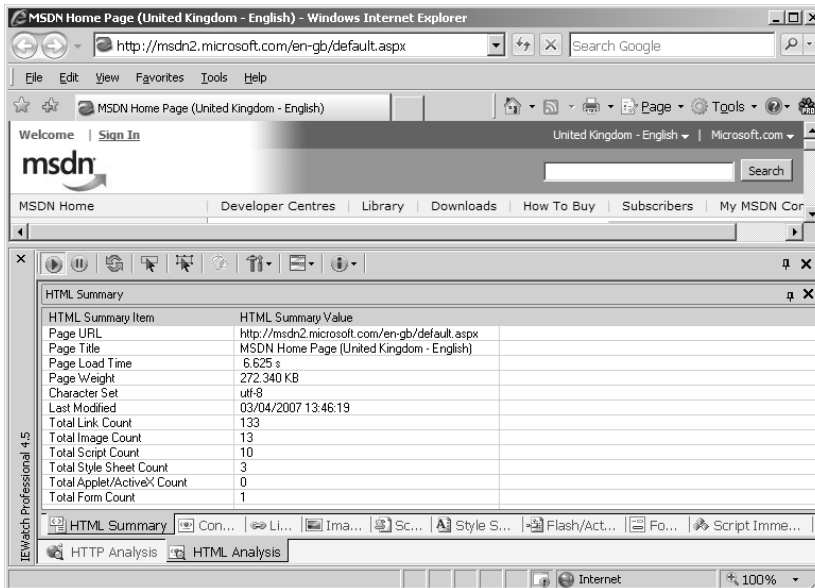 MSDN Home Page (United Kingdom - English) - Windows Internet Explorer
http://msdn2.microsoft.com/en-gb/default.aspx Search Google
File Edit View Favorites Tools Help
MSDN Home Page (United Kingdom - English) Page Tools PRO
Welcome | Sign In United Kingdom - English | Microsoft.com
msdn Search
MSDN Home | Developer Centres | Library | Downloads | How To Buy | Subscribers | My MSDN Cor
HTML Summary
HTML Summary Item HTML Summary Value
Page URL http://msdn2.microsoft.com/en-gb/default.aspx
Page Title MSDN Home Page (United Kingdom - English)
Page Load Time 6.625 s
Page Weight 272.340 KB
Character Set utf-8
Last Modified 03/04/2007 13:46:19
Total Link Count 133
Total Image Count 13
Total Script Count 10
Total Style Sheet Count 3
Total Applet/ActiveX Count 0
Total Form Count 1
HTML Summary Con... Li... Ima... Sc... Style S... Flash/Act... Fo... Script Imme...
HTTP Analysis HTML Analysis
IEWatch Professional 4.5
Internet 100%